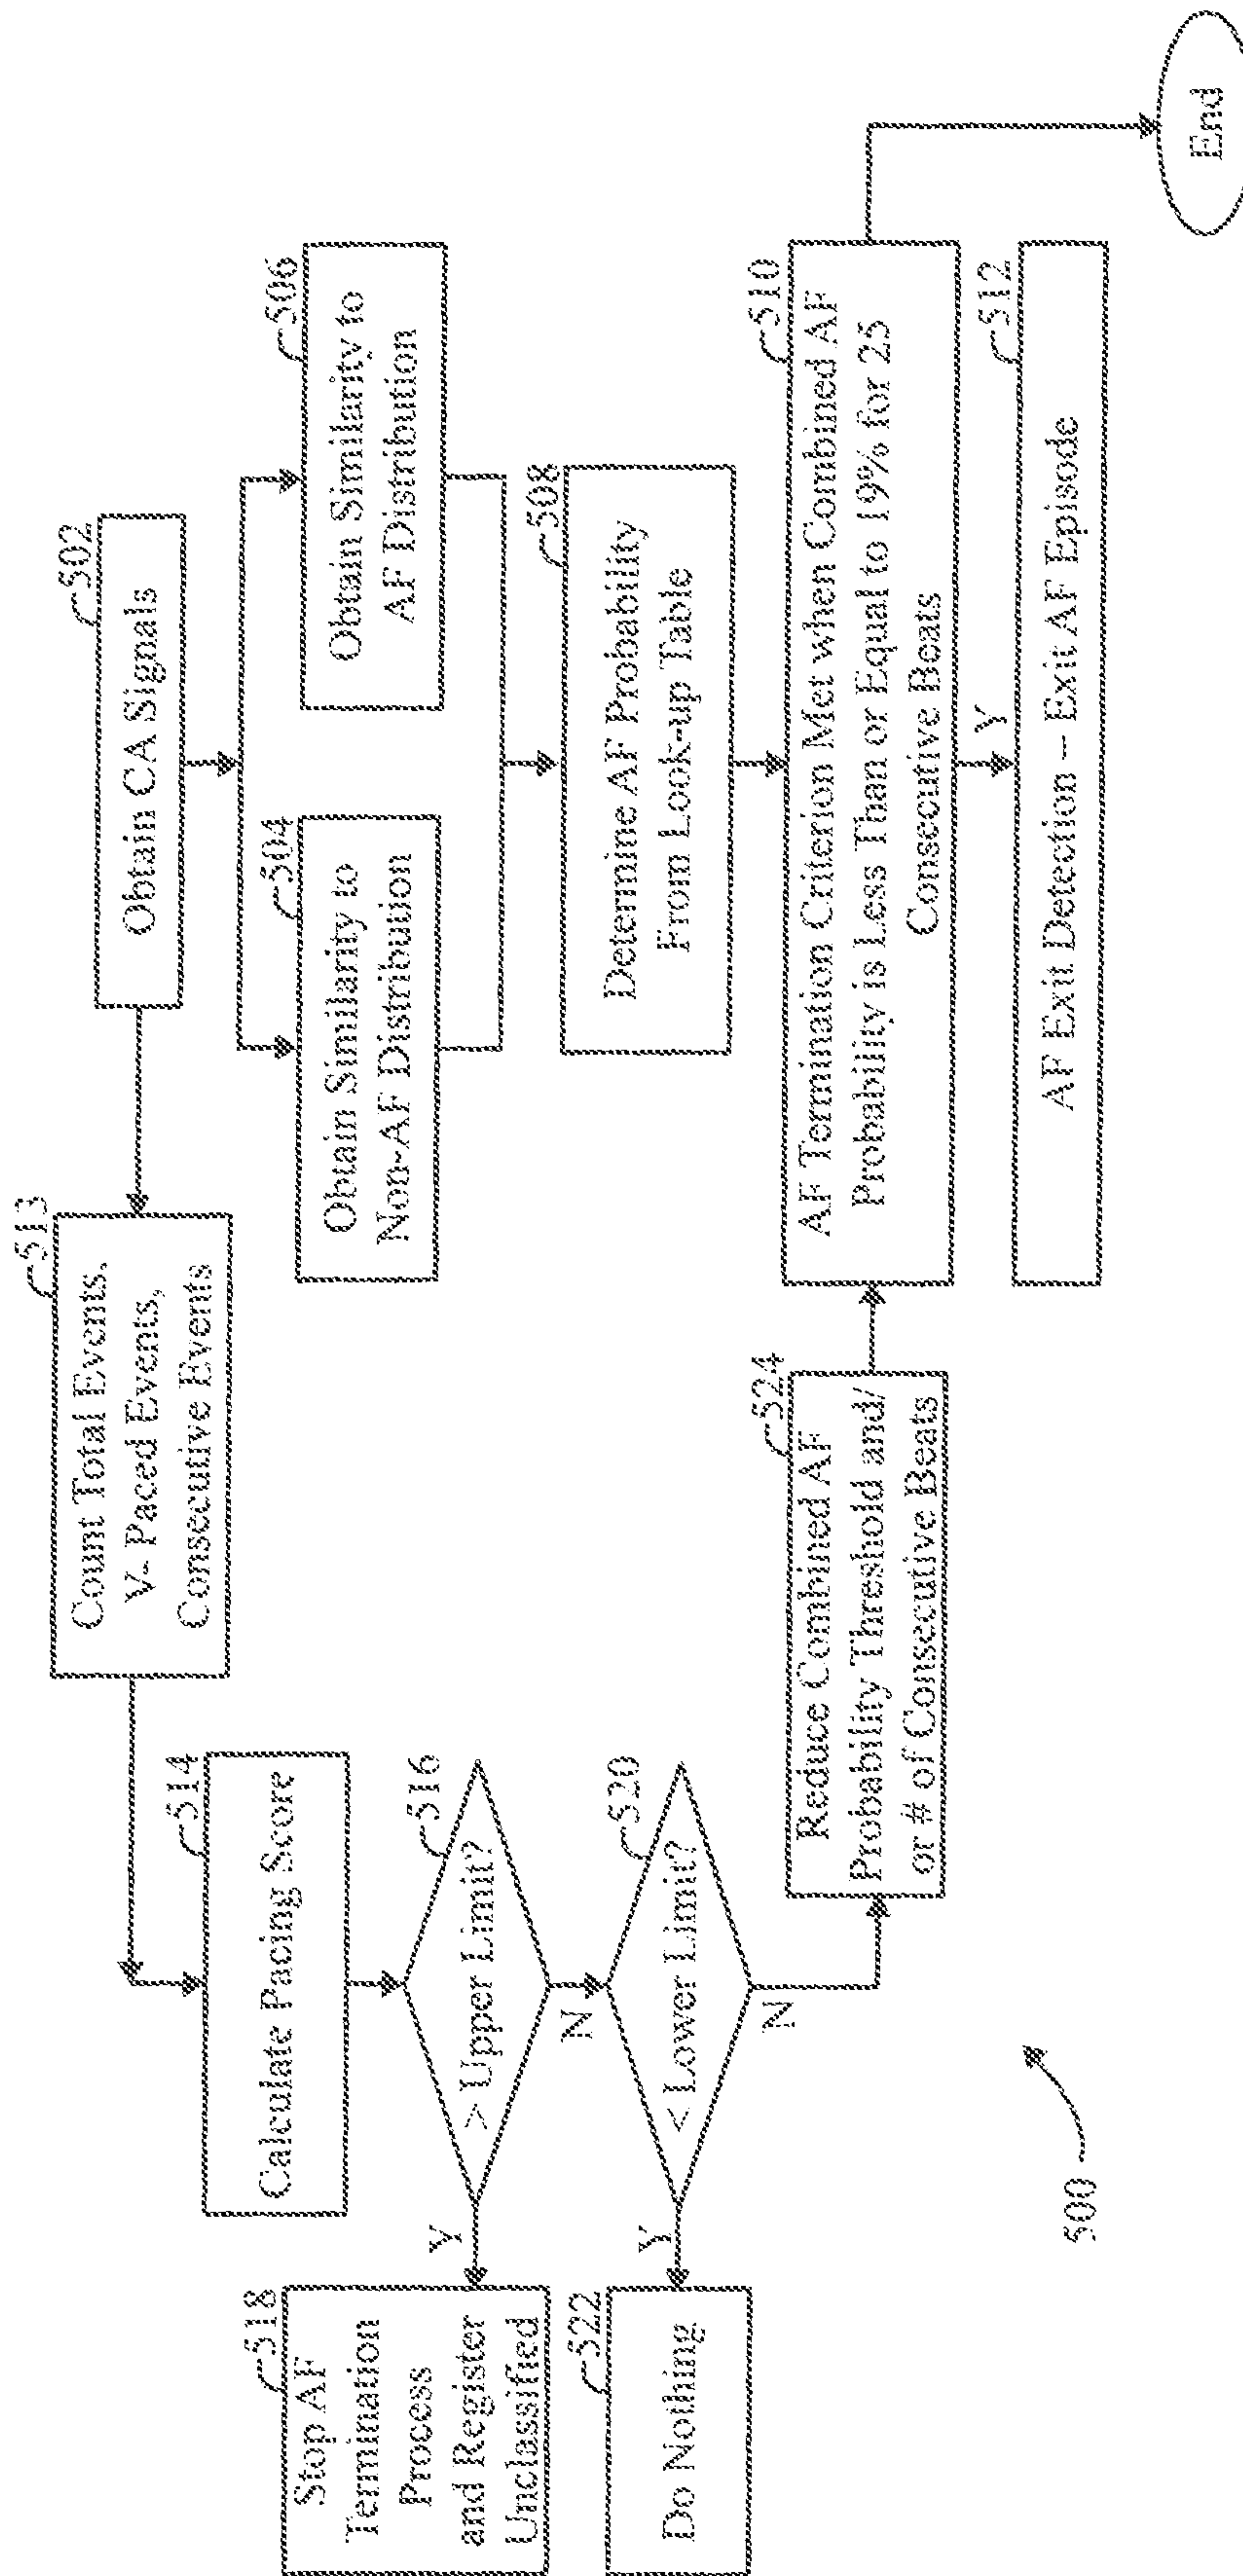 502
Obtain CA Signals
513
Count Total Events,
V- Paced Events,
Consecutive Events
504
Obtain Similarity to
Non-AF Distribution
506
Obtain Similarity to
AF Distribution
508
Determine AF Probability
From Look-up Table
514
Calculate Pacing Score
516
> Upper Limit?
Y
N
518
Stop AF
Termination
Process
and Register
Unclassified
520
< Lower Limit?
Y
N
522
Do Nothing
524
Reduce Combined AF
Probability Threshold and/
or # of Consecutive Beats
510
AF Termination Criterion Met when Combined AF
Probability is Less Than or Equal to 19% for 25
Consecutive Beats
Y
512
AF Exit Detection – Exit AF Episode
End
500